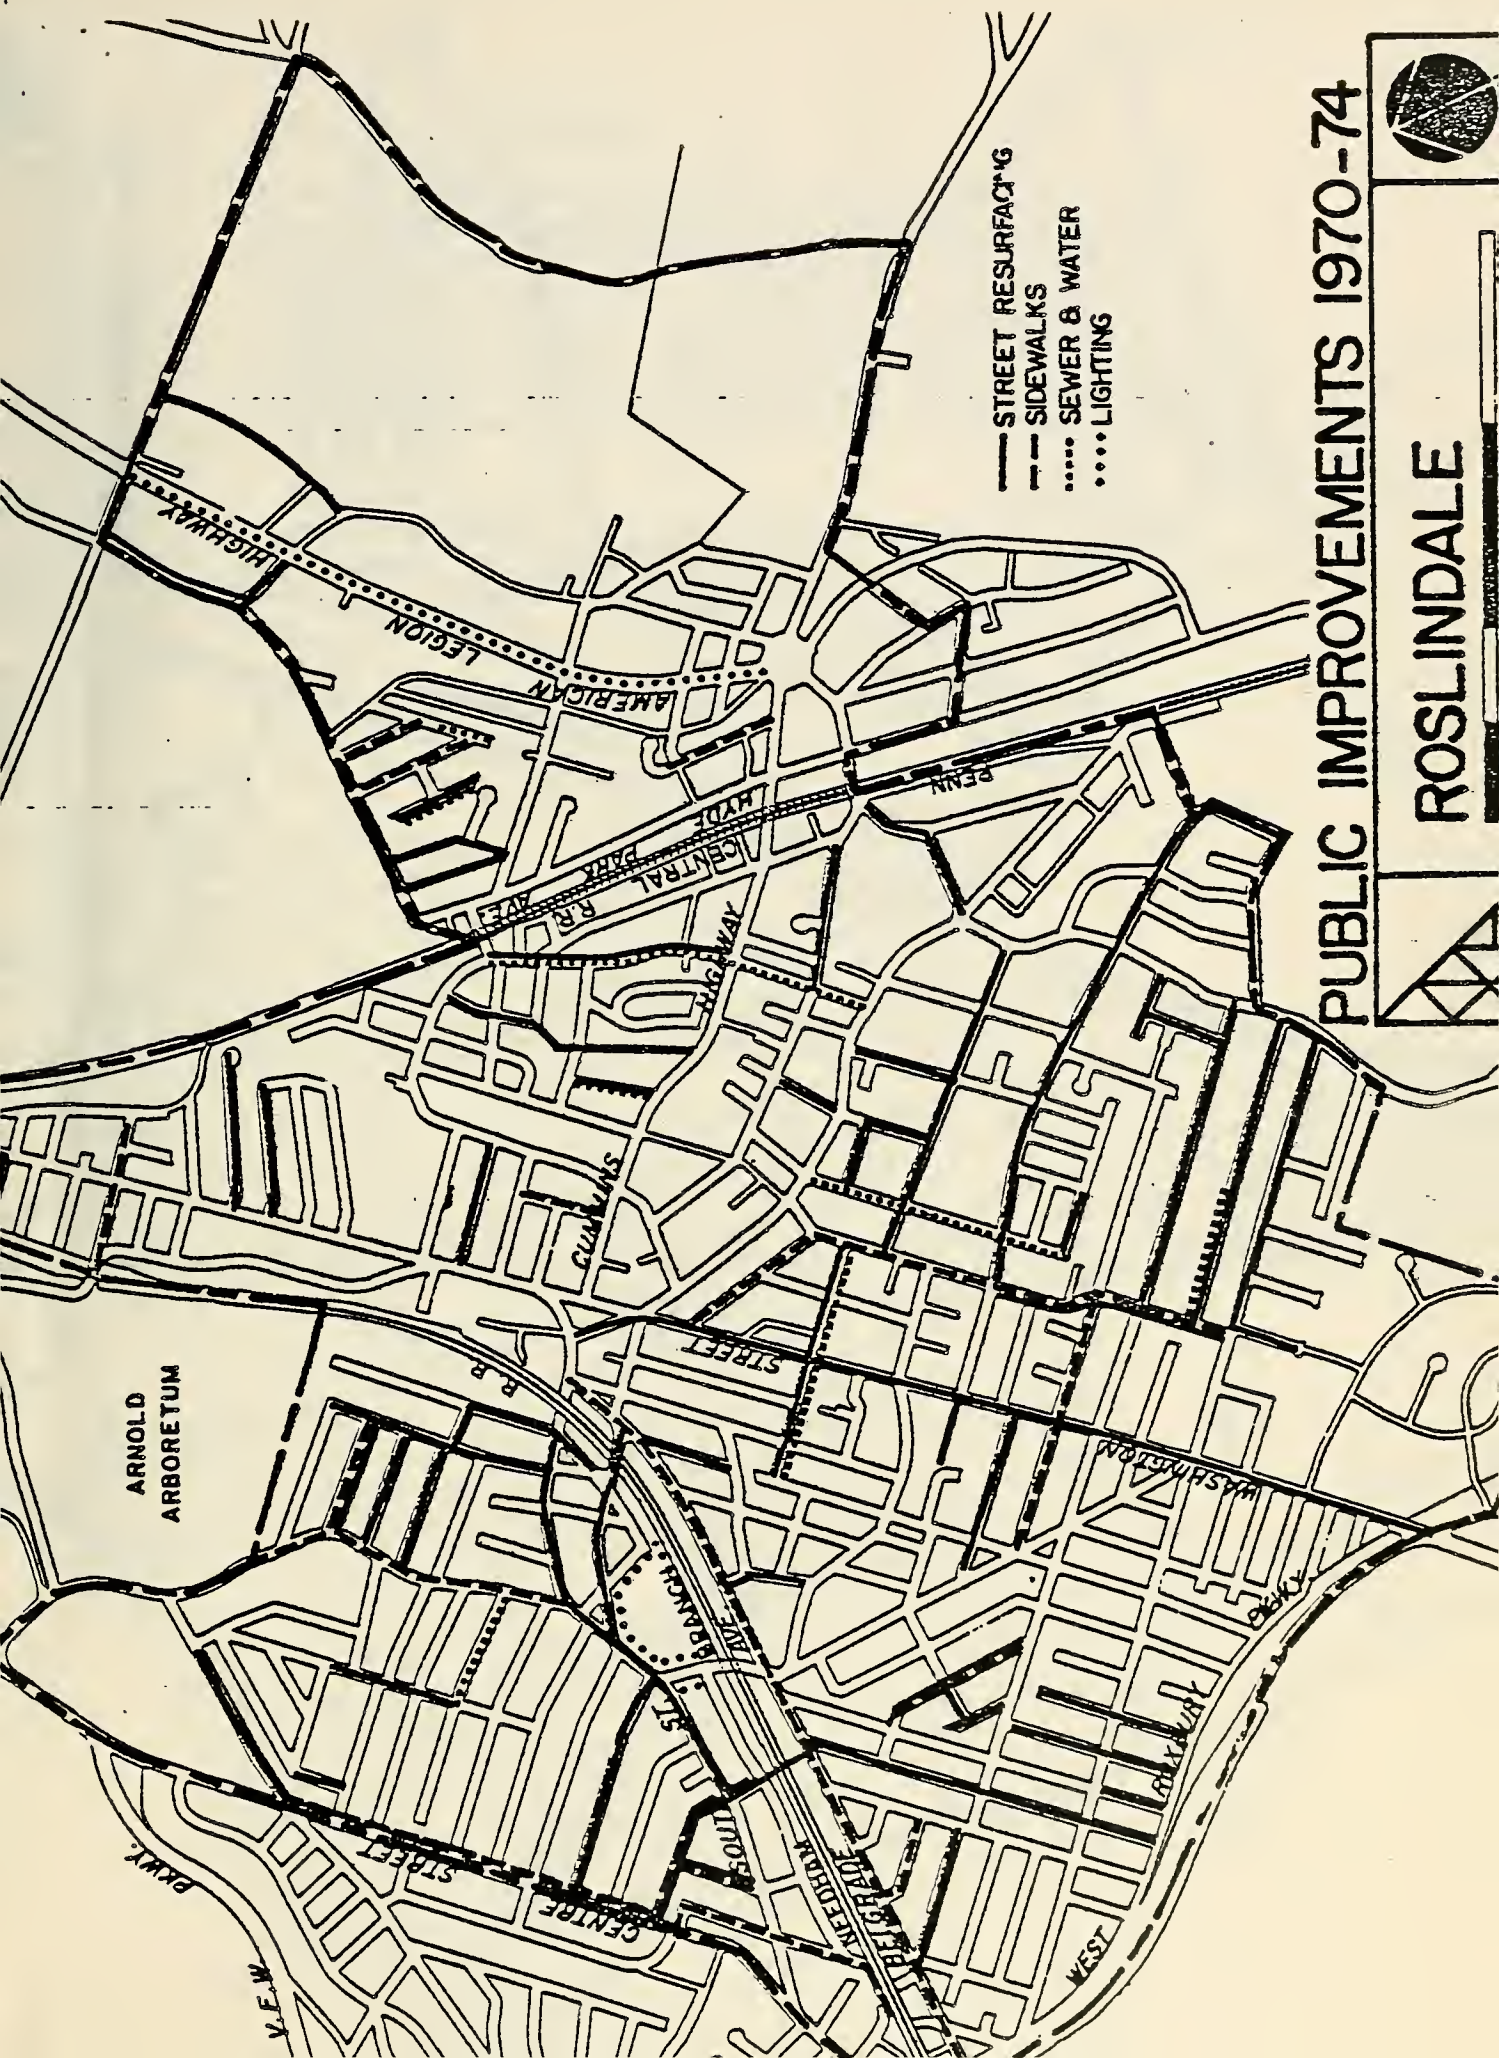 PUBLIC IMPROVEMENTS 1970-74
ROSLINDALE
STREET RESURFACING
SIDEWALKS
SEWER & WATER
LIGHTING
ARNOLD
ARBORETUM
AMERICAN
LEGION
HIGHWAY
HYDE
PARK
AVE.
PENN
CENTRAL
R.R.
CUMMINS
HIGHWAY
WASHINGTON
STREET
R.R.
NEEDHAM
BRANCH
BELGRADE
AVE.
SOUTH
ST.
CENTRE
STREET
V.F.W.
PKWY.
WEST
ROXBURY
PKWY.